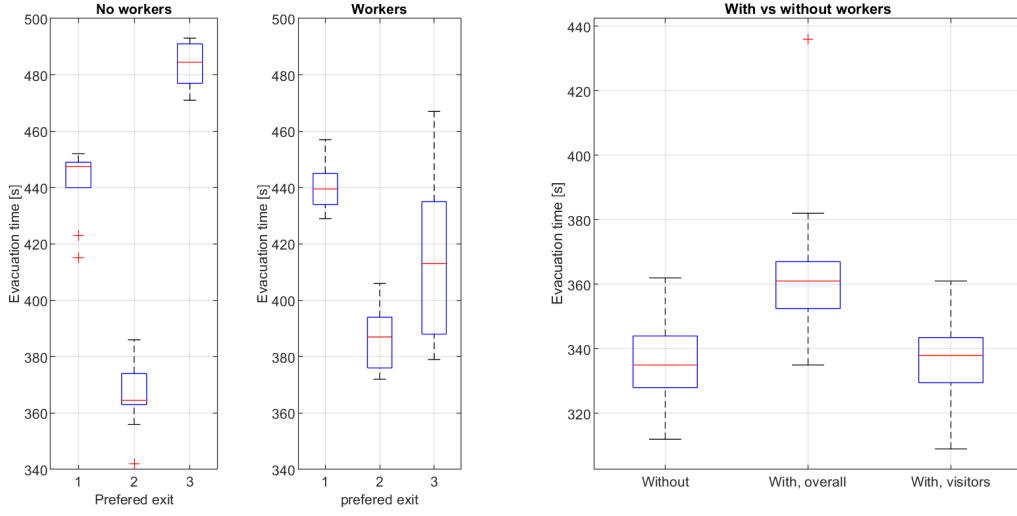 No workers
500
480
460
440
420
400
380
360
340
Evacuation time [s]
1 2 3
Prefered exit
Workers
500
480
460
440
420
400
380
360
340
Evacuation time [s]
1 2 3
prefered exit
With vs without workers
440
420
400
380
360
340
320
Evacuation time [s]
Without With, overall With, visitors